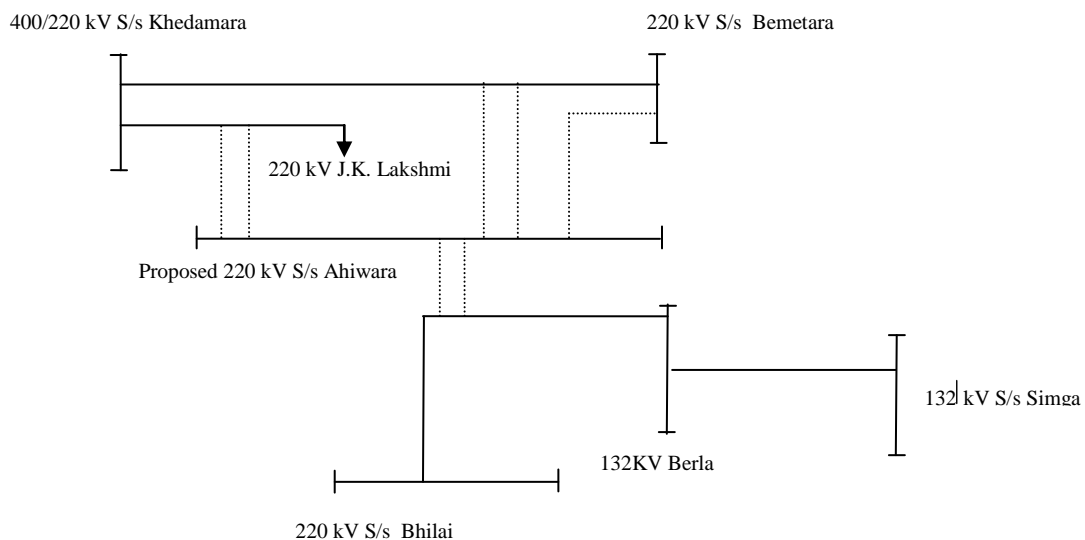 400/220 kV S/s Khedamara
220 kV S/s Bemetara
220 kV J.K. Lakshmi
Proposed 220 kV S/s Ahiwara
132 kV S/s Simga
132KV Berla
220 kV S/s Bhilai